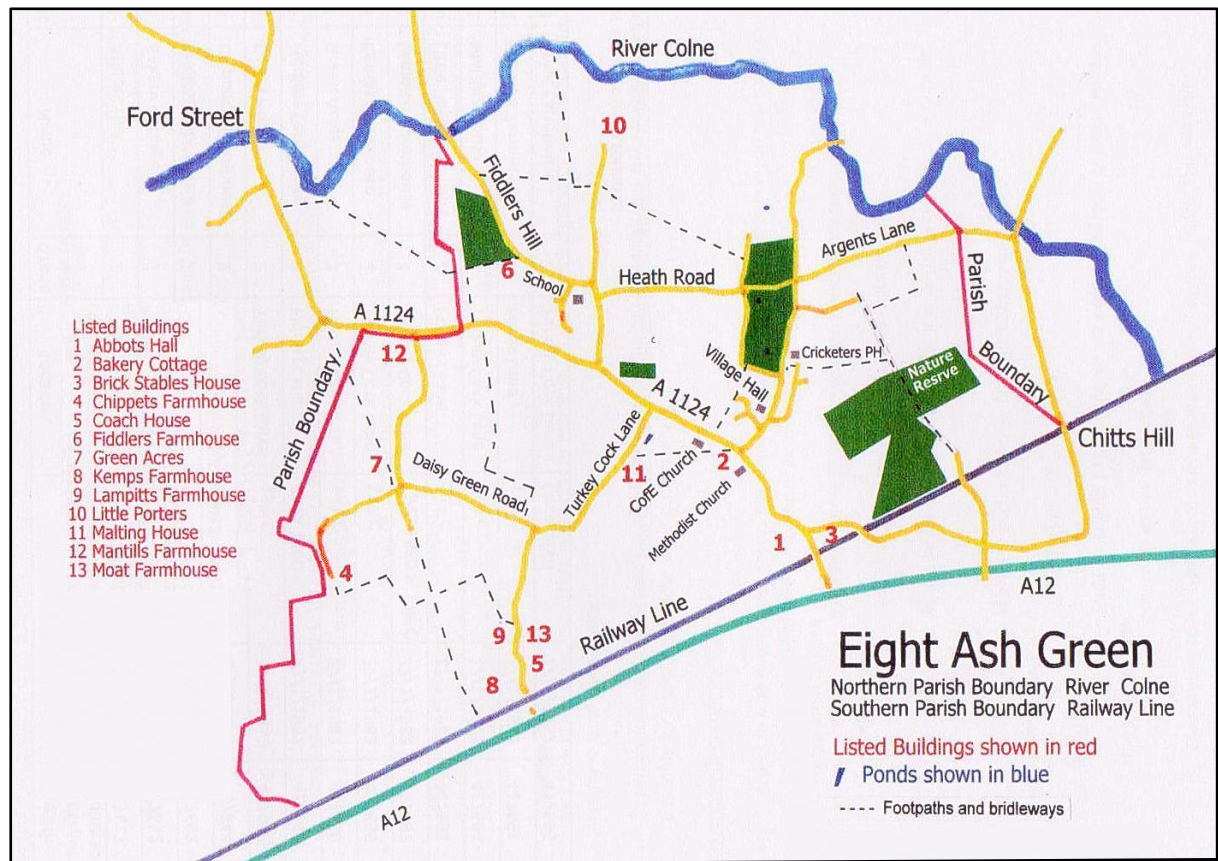 River Colne
Ford Street
10
Fiddlers Hill
6
School
Heath Road
Argents Lane
Parish
Boundary
A 1124
12
Listed Buildings
1 Abbots Hall
2 Bakery Cottage
3 Brick Stables House
4 Chippets Farmhouse
5 Coach House
6 Fiddlers Farmhouse
7 Green Acres
8 Kemps Farmhouse
9 Lampitts Farmhouse
10 Little Porters
11 Malting House
12 Mantills Farmhouse
13 Moat Farmhouse
Parish Boundary
Cricketers PH
Village Hall
Nature
Resrve
A 1124
Chitts Hill
Turkey Cock Lane
7
Daisy Green Road
11
CofE Church
2
Methodist Church
1
3
4
9
13
5
8
Railway Line
A12
A12
Eight Ash Green
Northern Parish Boundary River Colne
Southern Parish Boundary Railway Line
Listed Buildings shown in red
Ponds shown in blue
Footpaths and bridleways